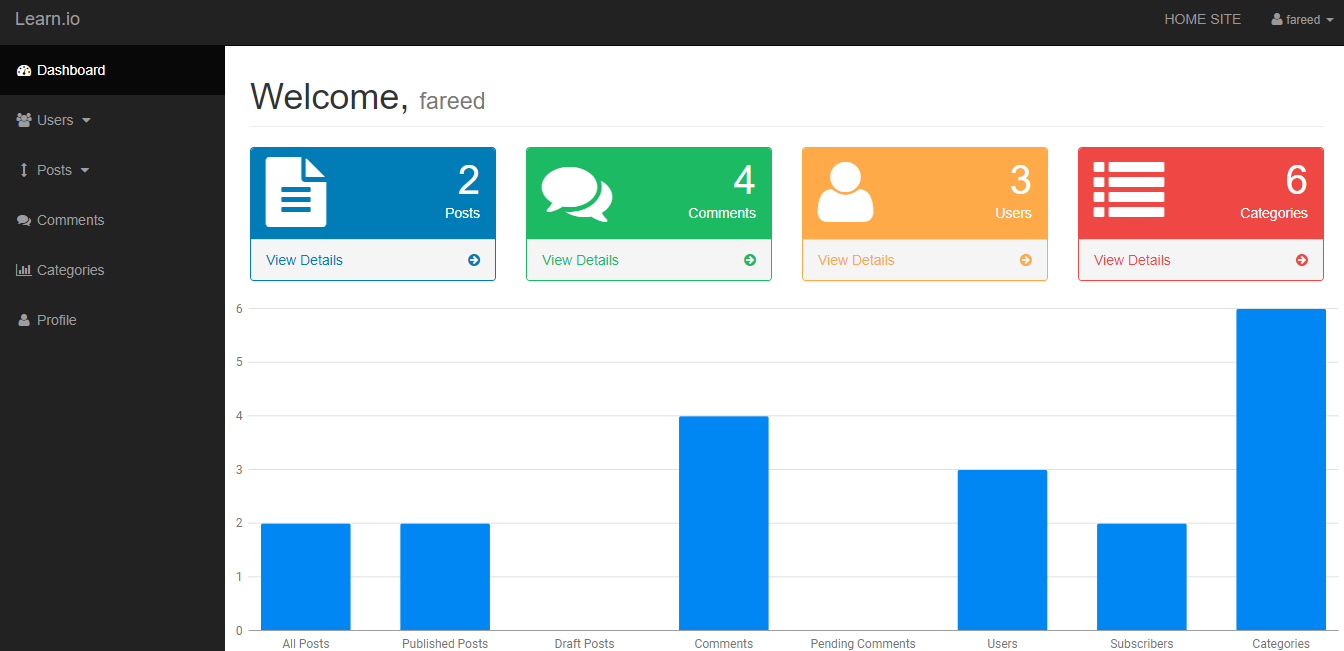 Learn.io
HOME SITE
fareed
Dashboard
Users
Posts
Comments
Categories
Profile
Welcome, fareed
2
Posts
View Details
4
Comments
View Details
3
Users
View Details
6
Categories
View Details
6
5
4
3
2
1
0
All Posts
Published Posts
Draft Posts
Comments
Pending Comments
Users
Subscribers
Categories